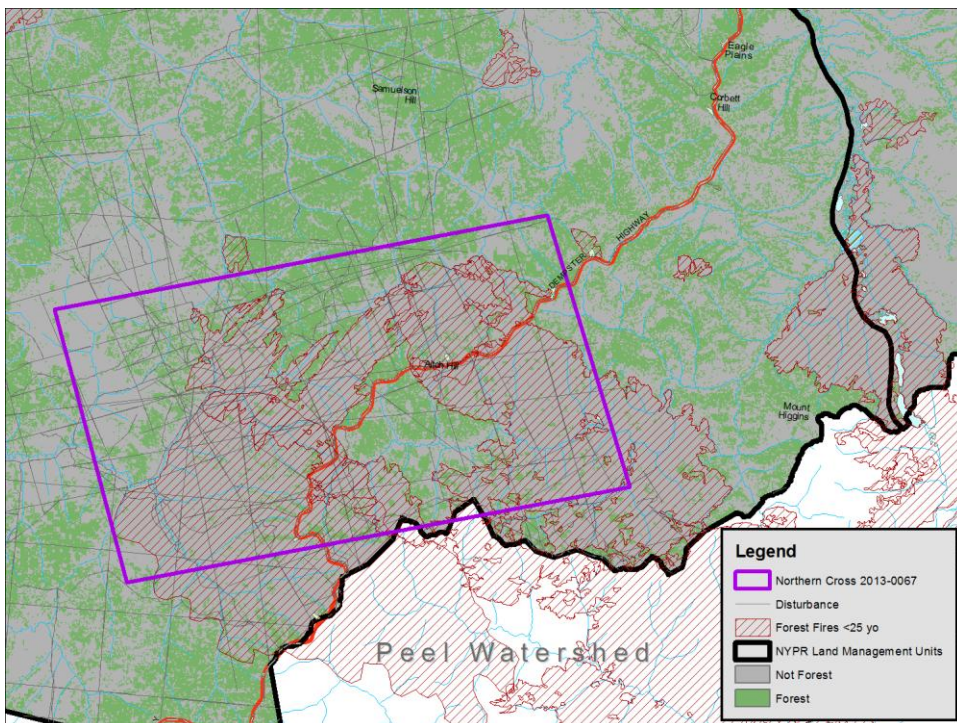 Eagle
Plains
Samuelson
Hill
Corbett
Hill
DEMPSTER HIGHWAY
Mount
Higgins
Peel Watershed
Legend
Northern Cross 2013-0067
Disturbance
Forest Fires <25 yo
NYPR Land Management Units
Not Forest
Forest